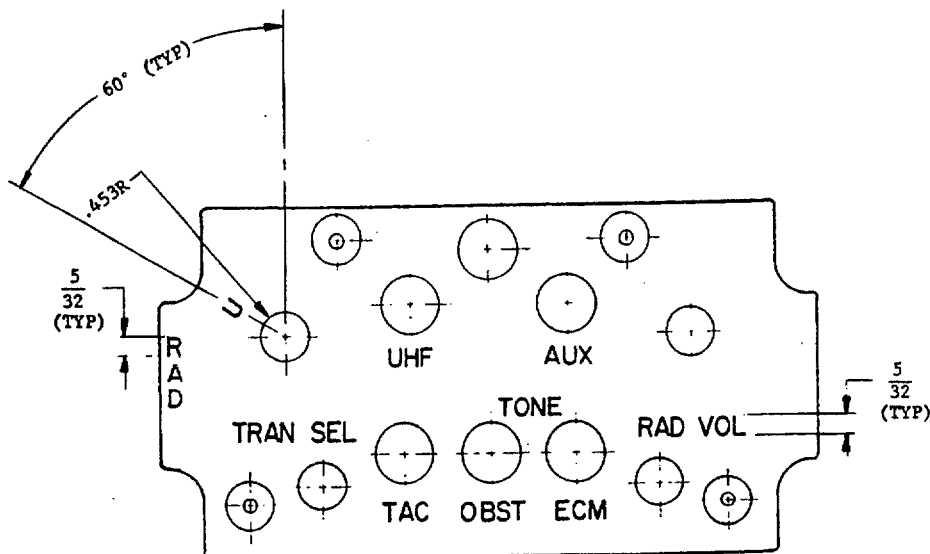 60° (TYP)
.453R
5
32
(TYP)
U
RAD
UHF
AUX
TONE
TRAN SEL
RAD VOL
5
32
(TYP)
TAC
OBST
ECM